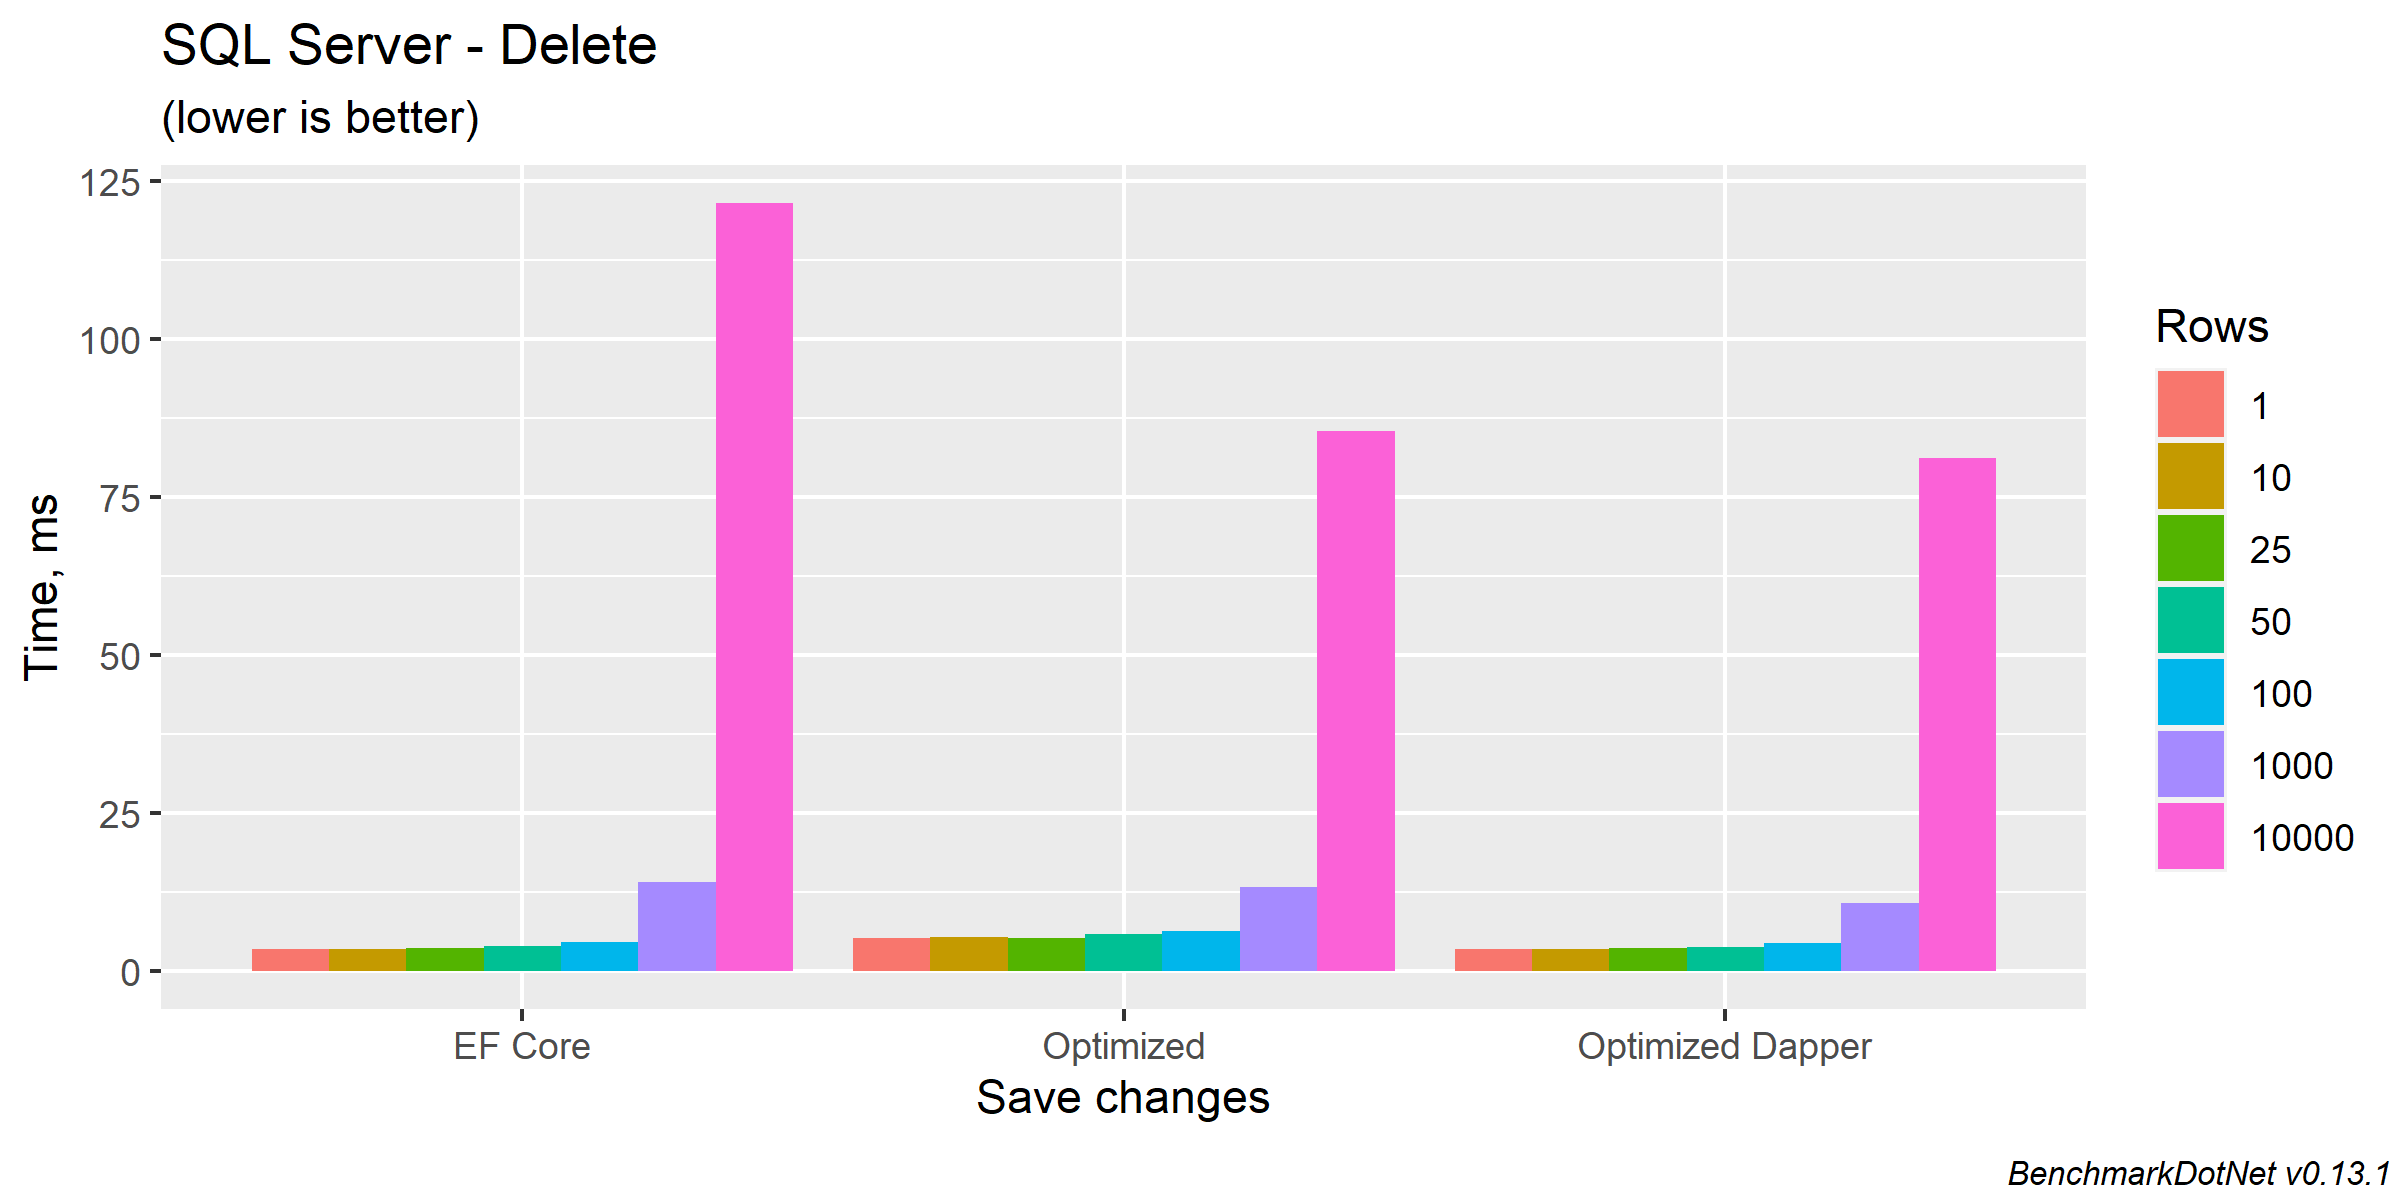 SQL Server - Delete
(lower is better)
125
100
75
50
25
0
Time, ms
EF Core
Optimized
Optimized Dapper
Save changes
Rows
1
10
25
50
100
1000
10000
BenchmarkDotNet v0.13.1